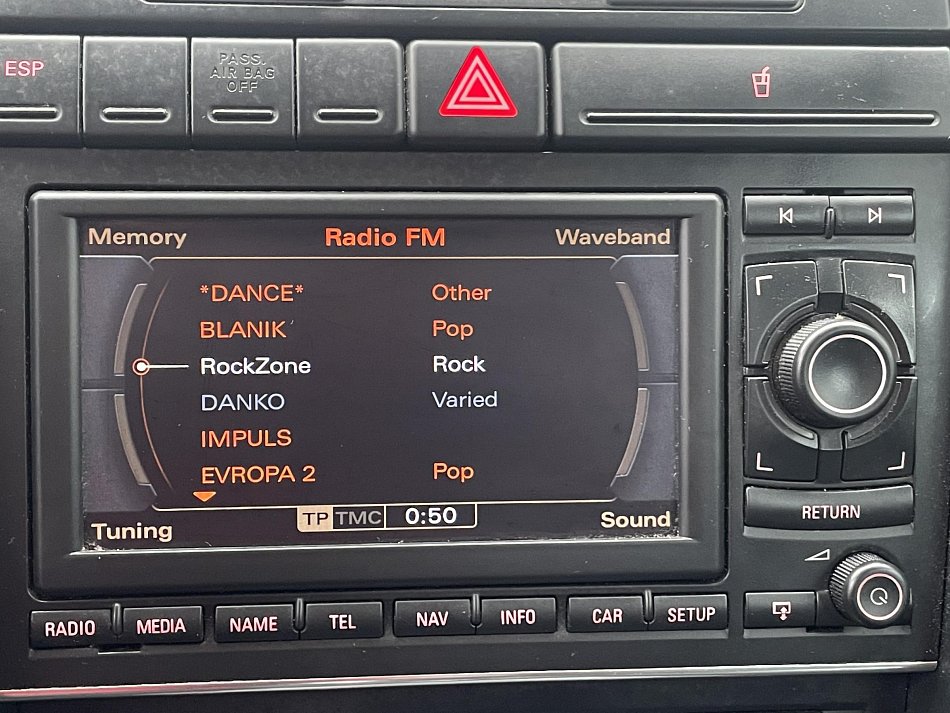 ESP
PASS.
AIR BAG
OFF
Memory Radio FM Waveband
*DANCE* Other
BLANIK Pop
RockZone Rock
DANKO Varied
IMPULS
EVROPA 2 Pop
Tuning TP TMC 0:50 Sound
RETURN
RADIO MEDIA NAME TEL NAV INFO CAR SETUP